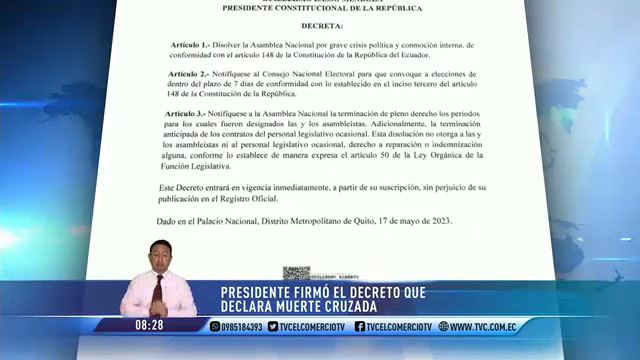 GUILLERMO LASSO MENDOZA
PRESIDENTE CONSTITUCIONAL DE LA REPÚBLICA
DECRETA:
Artículo 1.- Disolver la Asamblea Nacional por grave crisis política y conmoción interna, de
conformidad con el artículo 148 de la Constitución de la República del Ecuador.
Artículo 2.- Notifíquese al Consejo Nacional Electoral para que convoque a elecciones de
dentro del plazo de 7 días de conformidad con lo establecido en el inciso tercero del artículo
148 de la Constitución de la República.
Artículo 3.- Notifíquese a la Asamblea Nacional la terminación de pleno derecho los periodos
para los cuales fueron designados las y los asambleístas. Adicionalmente, la terminación
anticipada de los contratos del personal legislativo ocasional. Esta disolución no otorga a las y
los asambleístas ni al personal legislativo ocasional, derecho a reparación o indemnización
alguna, conforme lo establece de manera expresa el artículo 50 de la Ley Orgánica de la
Función Legislativa.
Este Decreto entrará en vigencia inmediatamente, a partir de su suscripción, sin perjuicio de su
publicación en el Registro Oficial.
Dado en el Palacio Nacional, Distrito Metropolitano de Quito, 17 de mayo de 2023.
GUILLERMO ALBERTO
PRESIDENTE FIRMÓ EL DECRETO QUE
DECLARA MUERTE CRUZADA
08:28 0985184393 TVCELCOMERCIOTV TVCELCOMERCIOTV WWW.TVC.COM.EC